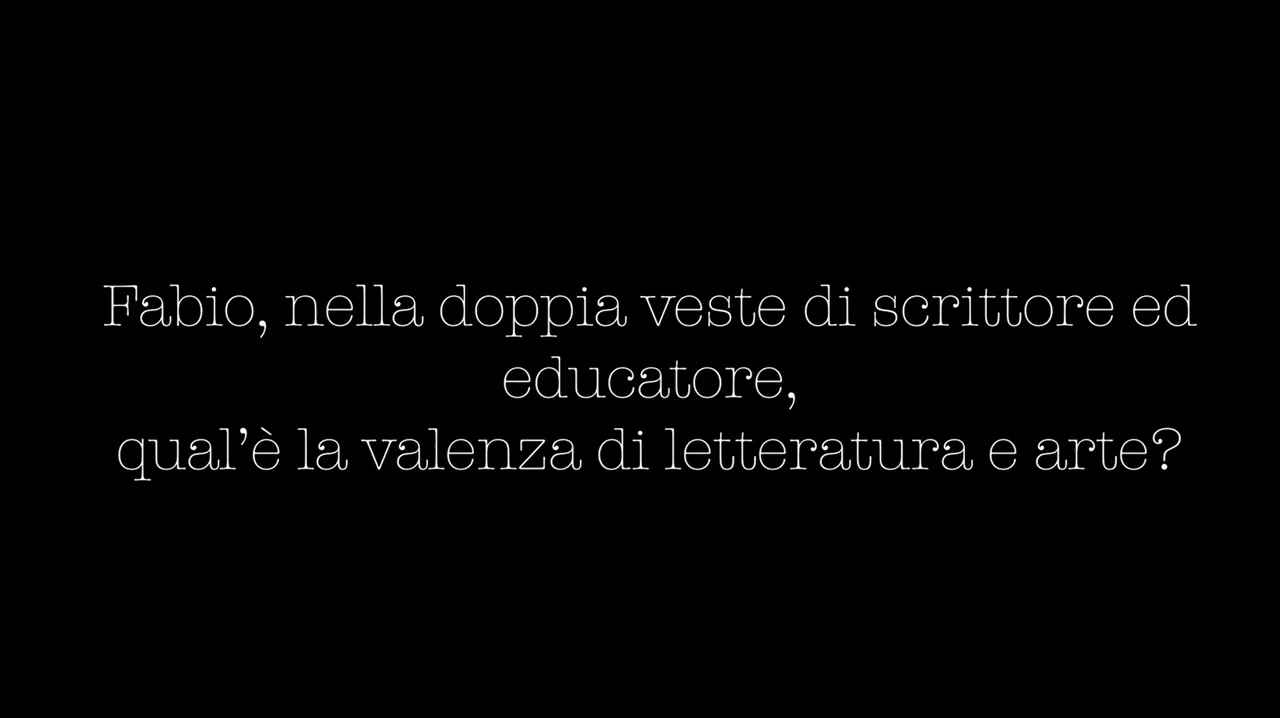 Fabio, nella doppia veste di scrittore ed
educatore,
qual’è la valenza di letteratura e arte?